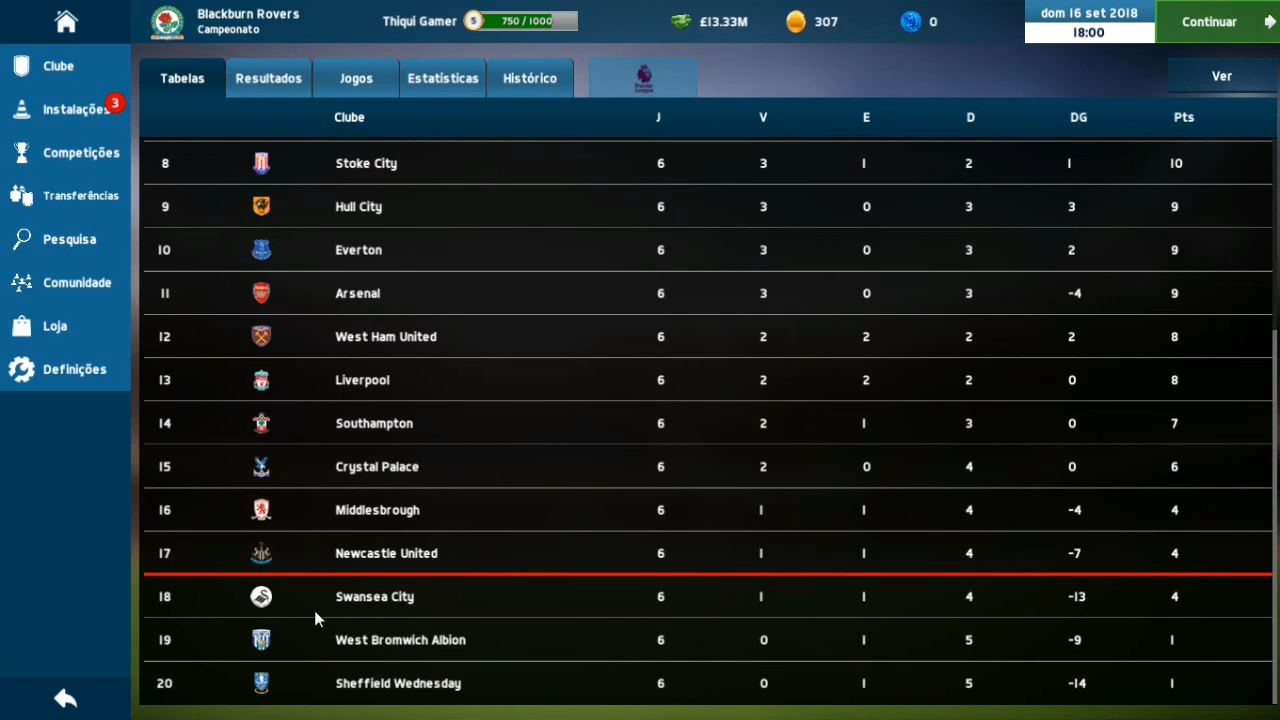 Blackburn Rovers
Campeonato
Thiqui Gamer 5 750 / 1000 £13.33M 307 0
dom 16 set 2018
18:00
Continuar
Clube
Instalações 3
Competições
Transferências
Pesquisa
Comunidade
Loja
Definições
Tabelas Resultados Jogos Estatísticas Histórico Premier League Ver
Clube J V E D DG Pts
8 Stoke City 6 3 1 2 1 10
9 Hull City 6 3 0 3 3 9
10 Everton 6 3 0 3 2 9
11 Arsenal 6 3 0 3 -4 9
12 West Ham United 6 2 2 2 2 8
13 Liverpool 6 2 2 2 0 8
14 Southampton 6 2 1 3 0 7
15 Crystal Palace 6 2 0 4 0 6
16 Middlesbrough 6 1 1 4 -4 4
17 Newcastle United 6 1 1 4 -7 4
18 Swansea City 6 1 1 4 -13 4
19 West Bromwich Albion 6 0 1 5 -9 1
20 Sheffield Wednesday 6 0 1 5 -14 1